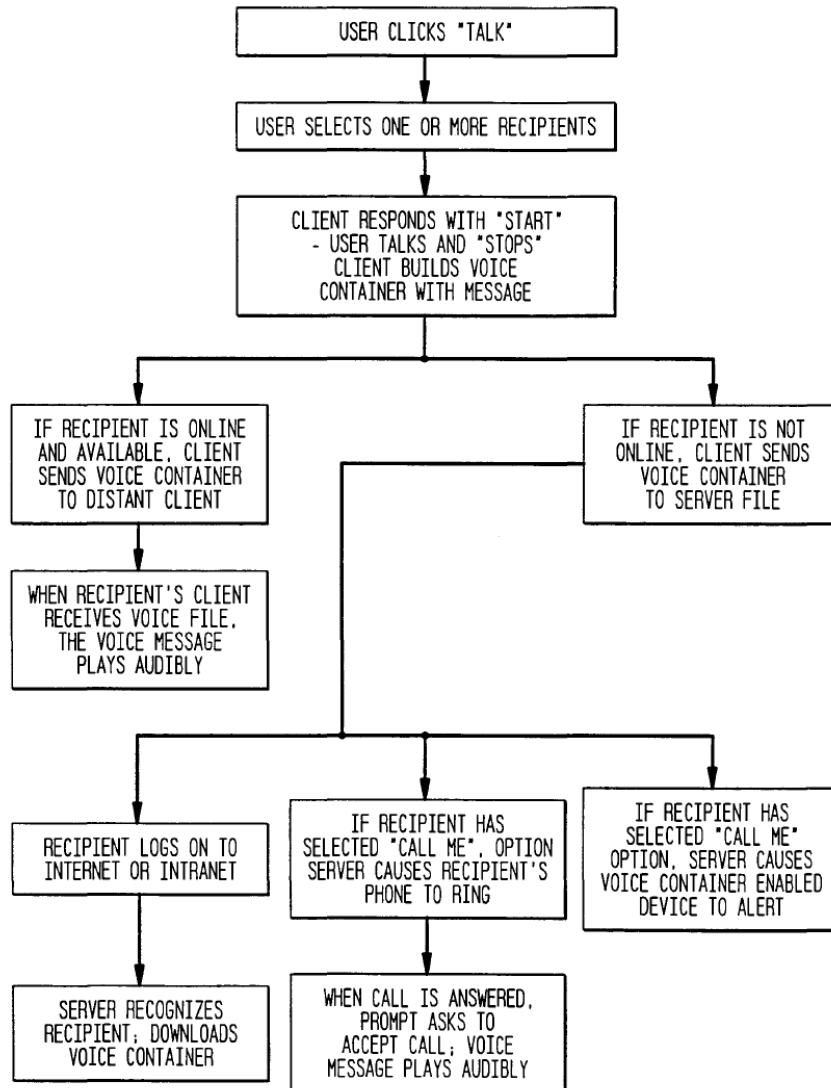 USER CLICKS "TALK"
USER SELECTS ONE OR MORE RECIPIENTS
CLIENT RESPONDS WITH "START"
- USER TALKS AND "STOPS"
CLIENT BUILDS VOICE
CONTAINER WITH MESSAGE
IF RECIPIENT IS ONLINE
AND AVAILABLE, CLIENT
SENDS VOICE CONTAINER
TO DISTANT CLIENT
IF RECIPIENT IS NOT
ONLINE, CLIENT SENDS
VOICE CONTAINER
TO SERVER FILE
WHEN RECIPIENT'S CLIENT
RECEIVES VOICE FILE,
THE VOICE MESSAGE
PLAYS AUDIBLY
RECIPIENT LOGS ON TO
INTERNET OR INTRANET
IF RECIPIENT HAS
SELECTED "CALL ME", OPTION
SERVER CAUSES RECIPIENT'S
PHONE TO RING
IF RECIPIENT HAS
SELECTED "CALL ME"
OPTION, SERVER CAUSES
VOICE CONTAINER ENABLED
DEVICE TO ALERT
SERVER RECOGNIZES
RECIPIENT; DOWNLOADS
VOICE CONTAINER
WHEN CALL IS ANSWERED,
PROMPT ASKS TO
ACCEPT CALL; VOICE
MESSAGE PLAYS AUDIBLY